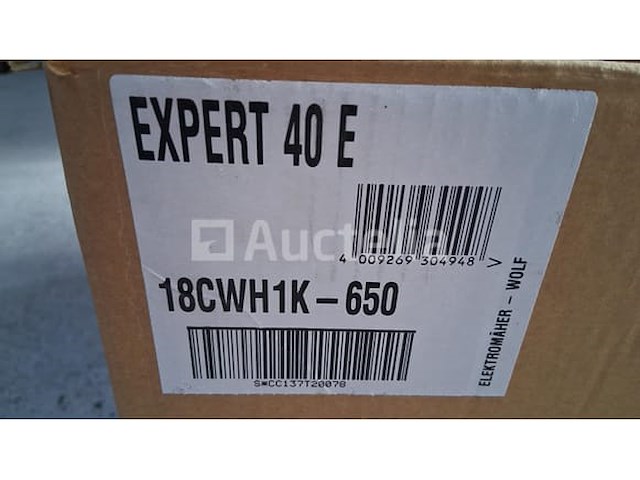 EXPERT 40 E
Auctelia
4 009269 304948 >
18CWH1K-650
S*CC137T20078
ELEKTROMÄHER - WOLF